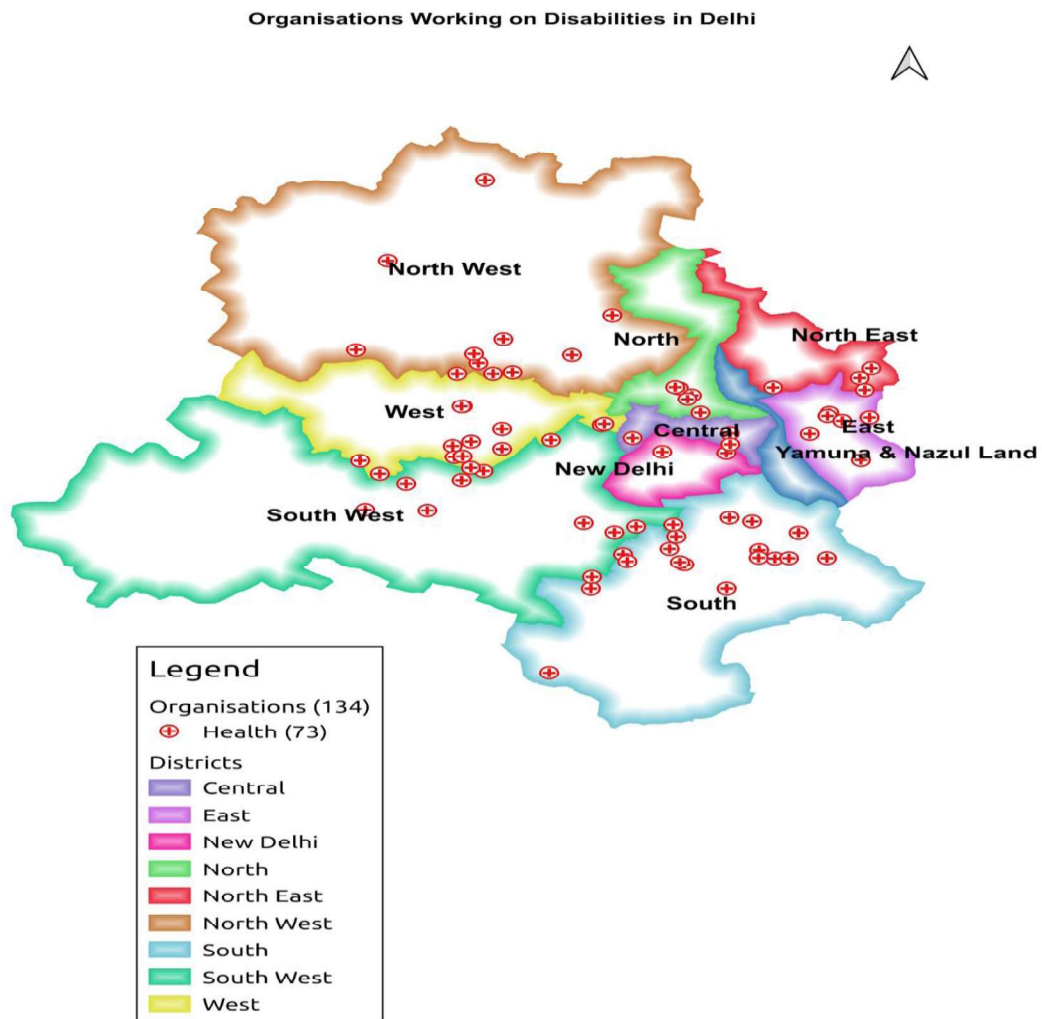 Organisations Working on Disabilities in Delhi
North West
North
North East
West
Central
East
New Delhi
Yamuna & Nazul Land
South West
South
Legend
Organisations (134)
Health (73)
Districts
Central
East
New Delhi
North
North East
North West
South
South West
West